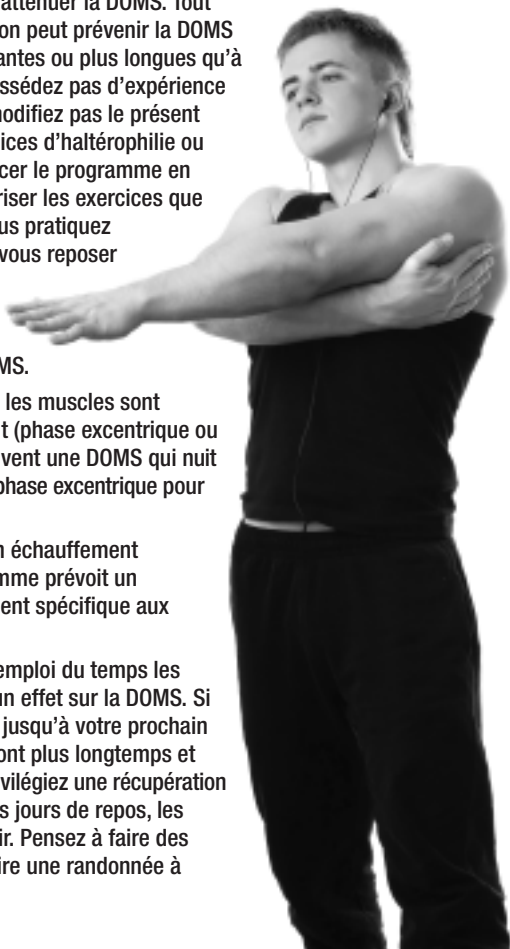 atténuer la DOMS. Tout
on peut prévenir la DOMS
antes ou plus longues qu'à
ssédez pas d'expérience
modifiez pas le présent
ices d'haltérophilie ou
cer le programme en
riser les exercices que
us pratiquez
vous reposer
MS.
les muscles sont
t (phase excentrique ou
uvent une DOMS qui nuit
phase excentrique pour
n échauffement
mme prévoit un
ent spécifique aux
emploi du temps les
un effet sur la DOMS. Si
jusqu'à votre prochain
ont plus longtemps et
vilégiez une récupération
s jours de repos, les
ir. Pensez à faire des
ire une randonnée à